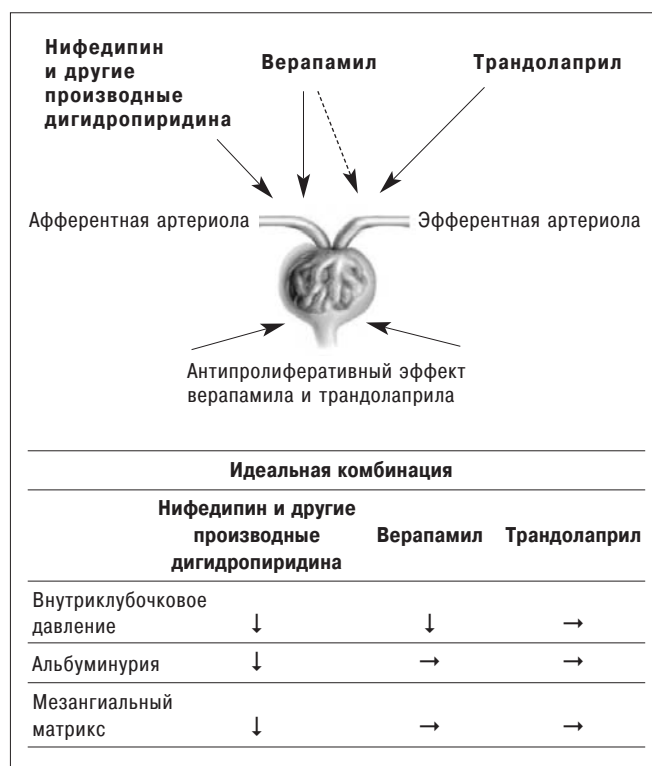 Нифедипин
и другие
производные
дигидропиридина
Верапамил
Трандолаприл
Афферентная артериола
Эфферентная артериола
Антипролиферативный эффект
верапамила и трандолаприла
Идеальная комбинация
Нифедипин и другие
производные
дигидропиридина
Верапамил
Трандолаприл
Внутриклубочковое
давление ↓ ↓ →
Альбуминурия ↓ → →
Мезангиальный
матрикс ↓ → →